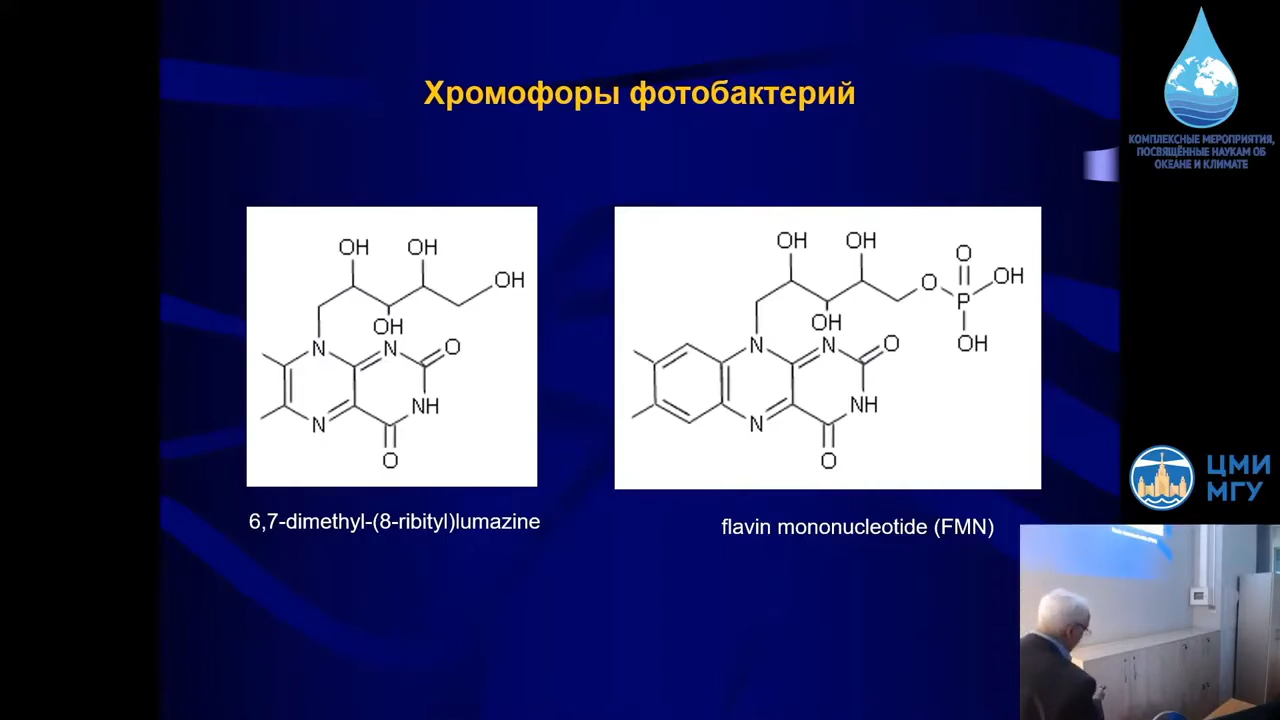 Хромофоры фотобактерий
КОМПЛЕКСНЫЕ МЕРОПРИЯТИЯ,
ПОСВЯЩЁННЫЕ НАУКАМ ОБ
ОКЕАНЕ И КЛИМАТЕ
OH OH
OH
OH
N N O
NH
N
O
OH OH
O
OH
O
P
OH
OH
N N O
NH
N
O
6,7-dimethyl-(8-ribityl)lumazine
flavin mononucleotide (FMN)
ЦМИ
МГУ